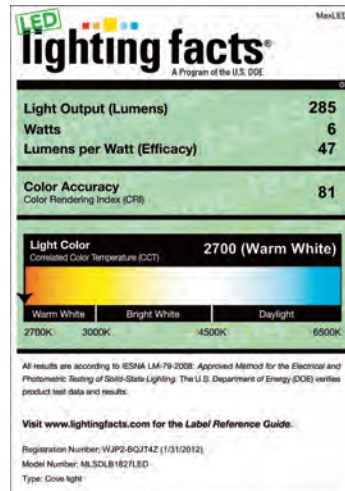 MaxLED
LED
lighting facts®
A Program of the U.S. DOE
Light Output (Lumens) 285
Watts 6
Lumens per Watt (Efficacy) 47
Color Accuracy 81
Color Rendering Index (CRI)
Light Color 2700 (Warm White)
Correlated Color Temperature (CCT)
Warm White Bright White Daylight
2700K 3000K 4500K 6500K
All results are according to IESNA LM-79-2008: Approved Method for the Electrical and
Photometric Testing of Solid-State Lighting. The U.S. Department of Energy (DOE) verifies
product test data and results.
Visit www.lightingfacts.com for the Label Reference Guide.
Registration Number: WJP2-BQJT4Z (1/31/2012)
Model Number: MLSDLB1827LED
Type: Cove light